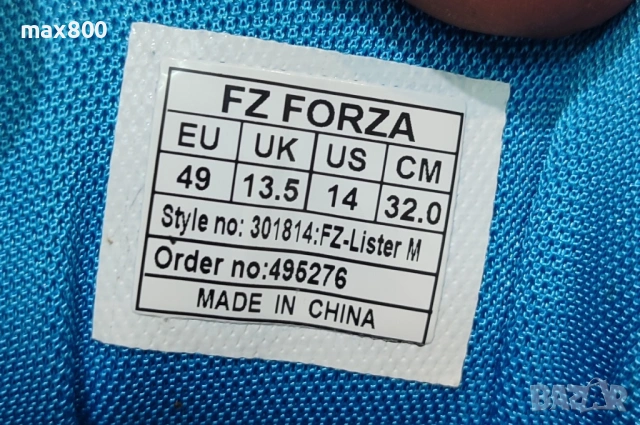 max800
FZ FORZA
EU UK US CM
49 13.5 14 32.0
Style no: 301814:FZ-Lister M
Order no:495276
MADE IN CHINA
BAZAR